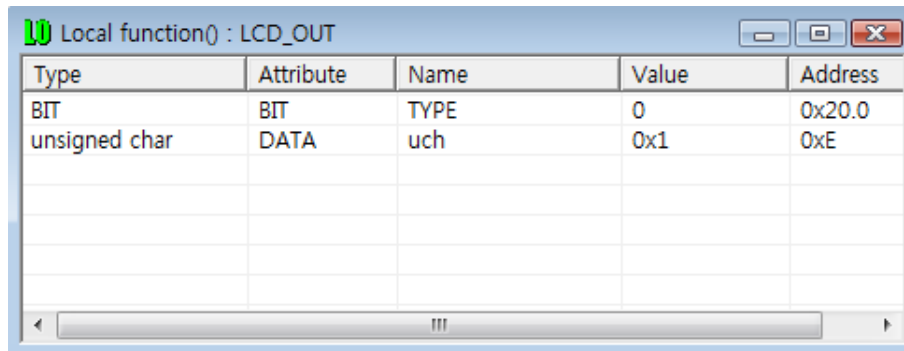 Local function() : LCD_OUT
Type Attribute Name Value Address
BIT BIT TYPE 0 0x20.0
unsigned char DATA uch 0x1 0xE